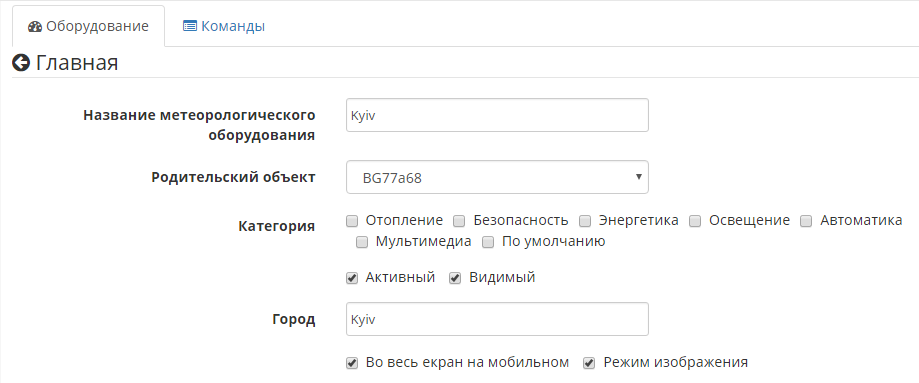 Оборудование Команды
Главная
Название метеорологического
оборудования
Kyiv
Родительский объект BG77a68
Категория Отопление Безопасность Энергетика Освещение Автоматика
Мультимедиа По умолчанию
Активный Видимый
Город Kyiv
Во весь екран на мобильном Режим изображения